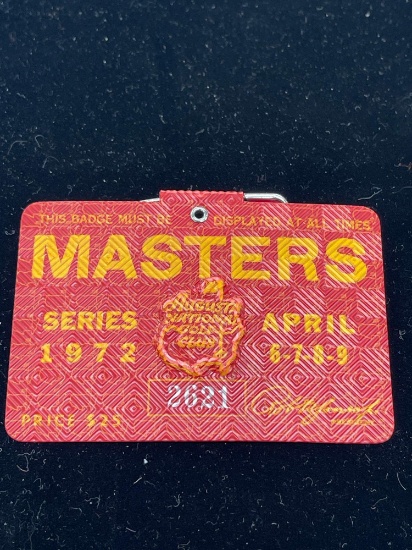 THIS BADGE MUST BE DISPLAYED AT ALL TIMES
MASTERS
SERIES
1972
AUGUSTA
NATIONAL
GOLF
CLUB
APRIL
6-7-8-9
2621
PRICE $25